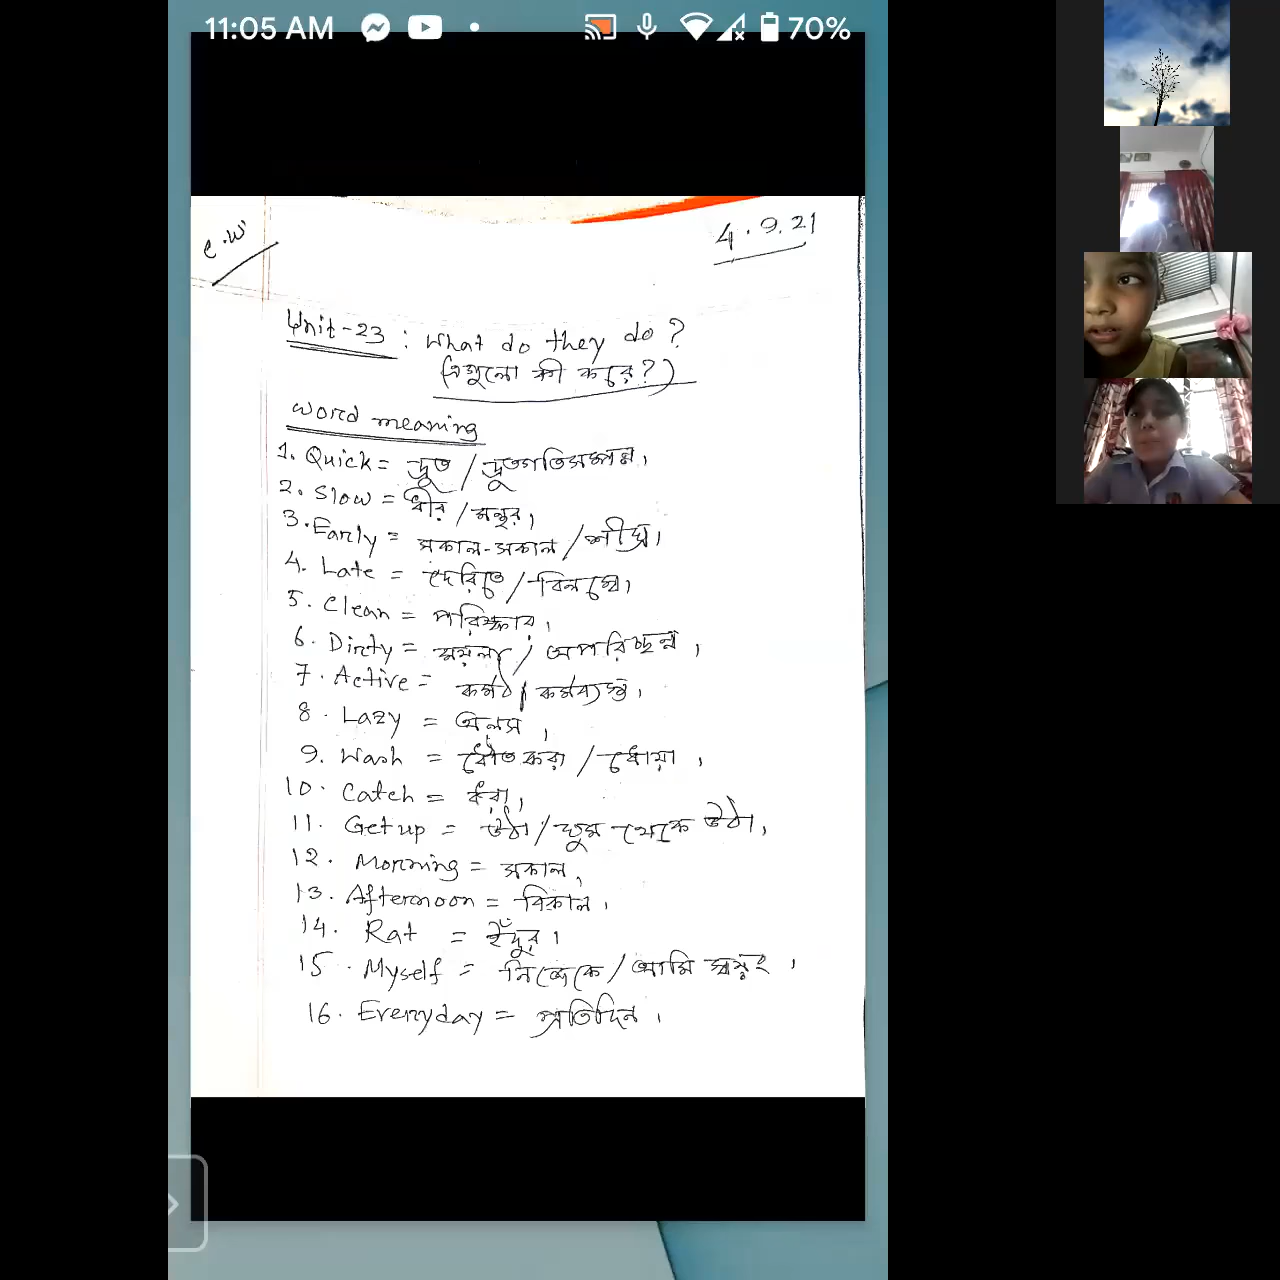 11:05 AM
70%
c.w
4.9.21
Unit-23 : What do they do?
(এগুলো কী করে?)
Word meaning
1. Quick = দ্রুত / দ্রুতগতিসম্পন্ন।
2. Slow = ধীর / মন্থর।
3. Early = সকাল-সকাল / শীঘ্র।
4. Late = দেরিতে / বিলম্বে।
5. Clean = পরিষ্কার।
6. Dirty = ময়লা / অপরিচ্ছন্ন।
7. Active = কর্মঠ / কর্মব্যস্ত।
8. Lazy = অলস।
9. Wash = ধৌত করা / ধোয়া।
10. Catch = ধরা।
11. Get up = উঠা / ঘুম থেকে উঠা।
12. Morning = সকাল।
13. Afternoon = বিকাল।
14. Rat = ইঁদুর।
15. Myself = নিজেকে / আমি স্বয়ং।
16. Everyday = প্রতিদিন।